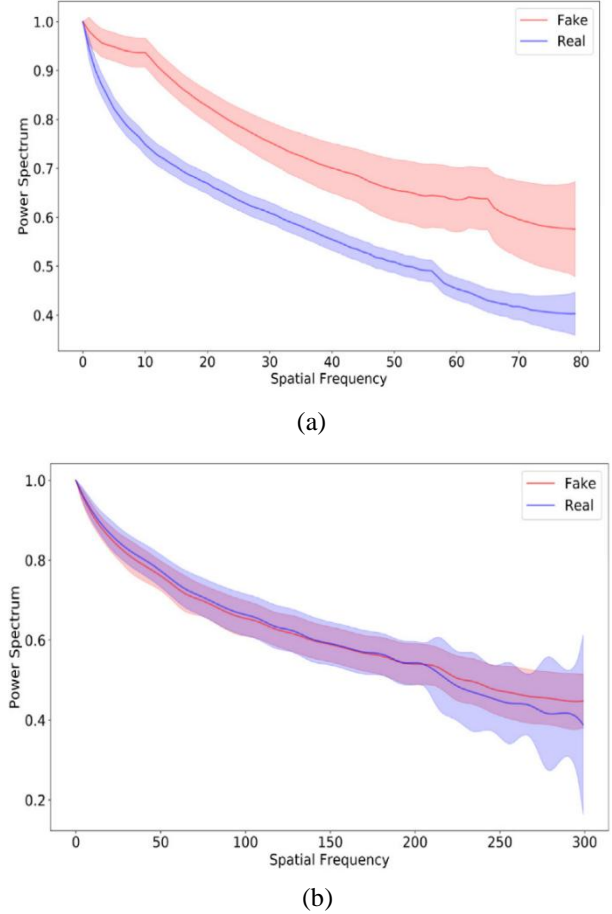 1.0
0.9
0.8
0.7
0.6
0.5
0.4
Power Spectrum
Fake
Real
0 10 20 30 40 50 60 70 80
Spatial Frequency
(a)
1.0
0.8
0.6
0.4
0.2
Power Spectrum
Fake
Real
0 50 100 150 200 250 300
Spatial Frequency
(b)